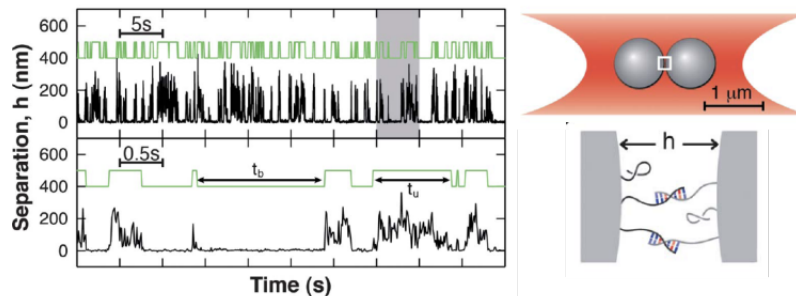 Separation, h (nm)
5s
600
400
200
0
0.5s
600
400
200
0
t_b
t_u
Time (s)
1 μm
h